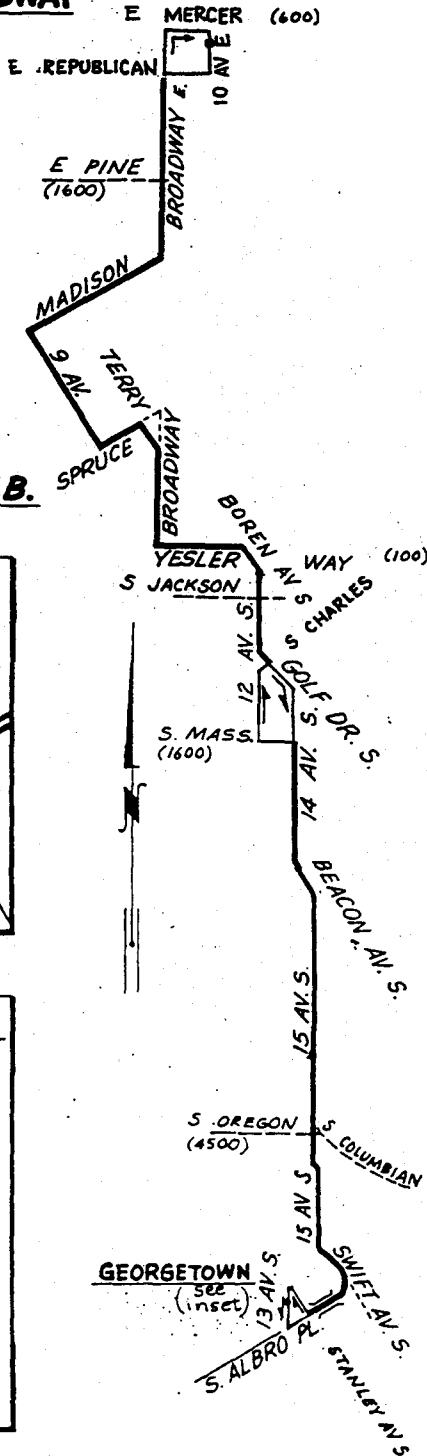 E MERCER (600)
E REPUBLICAN
10 AV E
BROADWAY E.
E PINE
(1600)
MADISON
9 AV.
TERRY
SPRUCE
BROADWAY
B.
YESLER WAY (100)
BOREN AV S
S JACKSON
S CHARLES
12 AV. S.
GOLF DR. S.
S. MASS.
(1600)
14 AV. S.
BEACON AV. S.
15 AV. S.
S. OREGON
(4500)
S COLUMBIAN
15 AV S
GEORGETOWN
(see
inset)
13 AV S.
SWIFT AV. S.
S. ALBRO PL.
STANLEY AV S